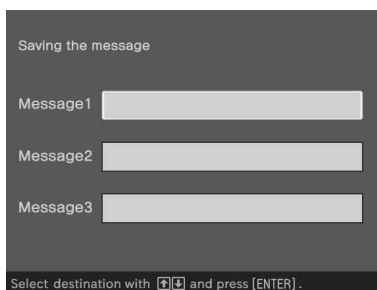 Saving the message
Message1
Message2
Message3
Select destination with ↑↓ and press [ENTER].